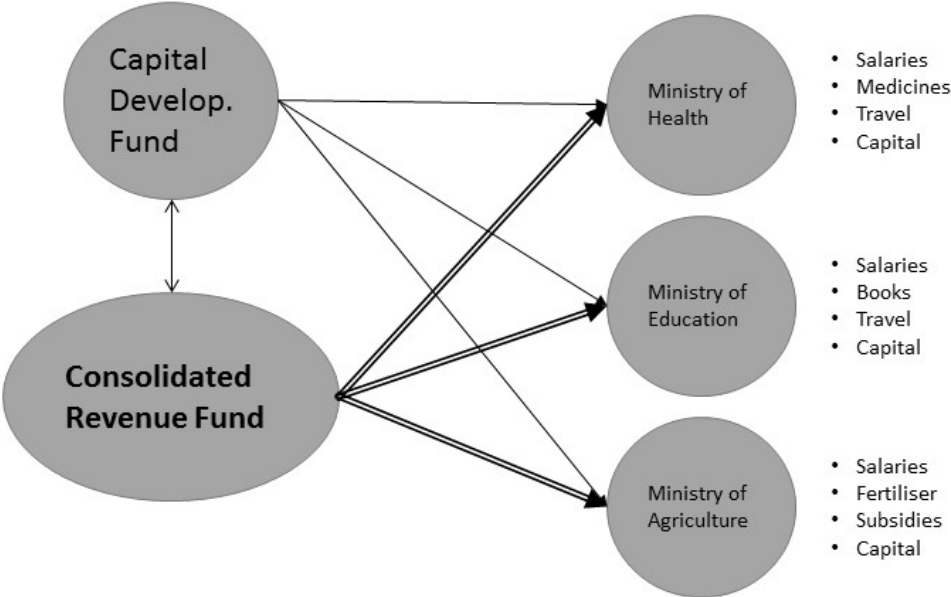 Capital
Develop.
Fund
Consolidated
Revenue Fund
Ministry of
Health
• Salaries
• Medicines
• Travel
• Capital
Ministry of
Education
• Salaries
• Books
• Travel
• Capital
Ministry of
Agriculture
• Salaries
• Fertiliser
• Subsidies
• Capital